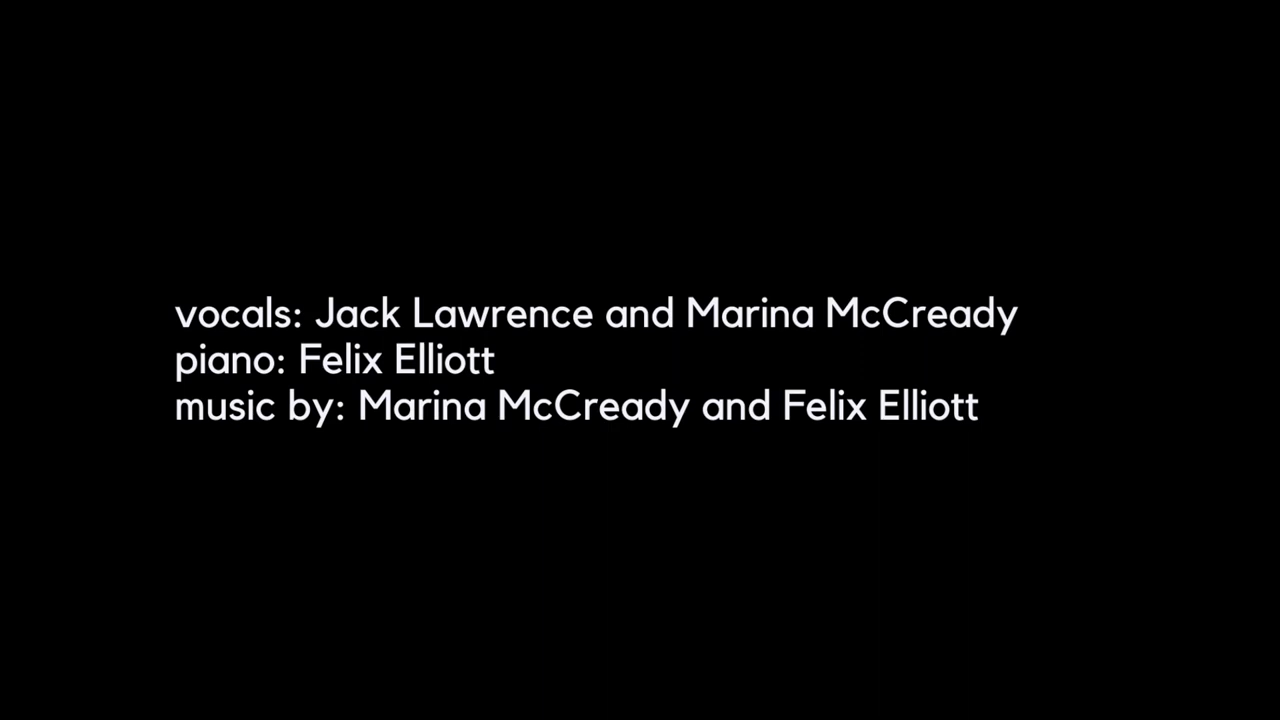 vocals: Jack Lawrence and Marina McCready
piano: Felix Elliott
music by: Marina McCready and Felix Elliott